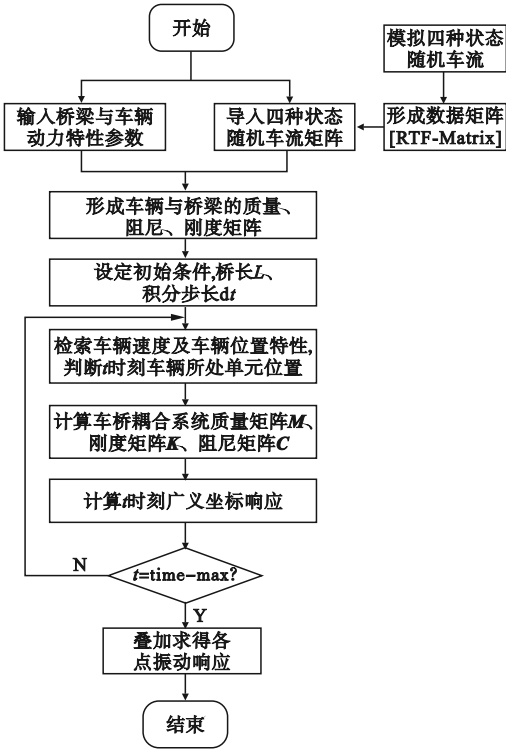 开始
模拟四种状态
随机车流
输入桥梁与车辆
动力特性参数
导入四种状态
随机车流矩阵
形成数据矩阵
[RTF-Matrix]
形成车辆与桥梁的质量、
阻尼、刚度矩阵
设定初始条件,桥长L、
积分步长dt
检索车辆速度及车辆位置特性,
判断t时刻车辆所处单元位置
计算车桥耦合系统质量矩阵M、
刚度矩阵K、阻尼矩阵C
计算t时刻广义坐标响应
N
t=time-max?
Y
叠加求得各
点振动响应
结束